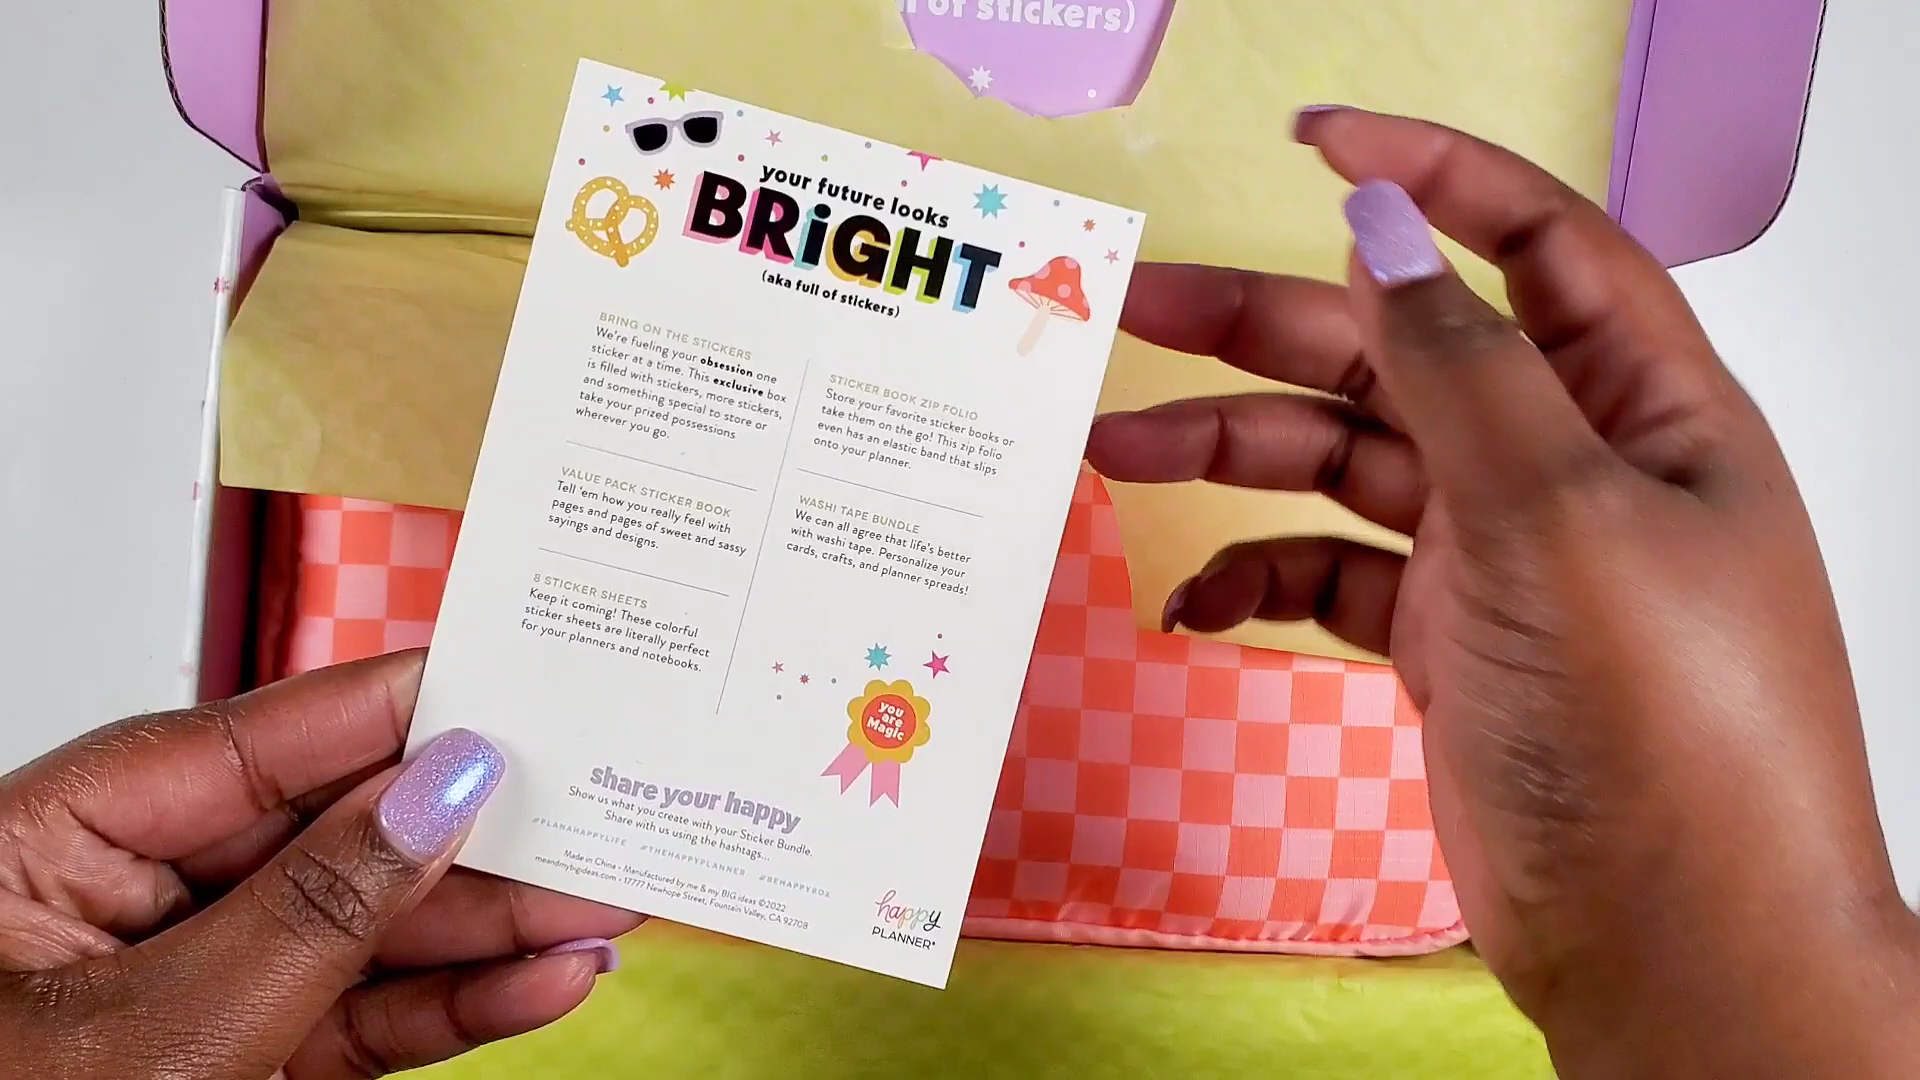 of stickers)
your future looks
BRiGHT
(aka full of stickers)
BRING ON THE STICKERS
We're fueling your obsession one
sticker at a time. This exclusive box
is filled with stickers, more stickers,
and something special to store or
take your prized possessions
wherever you go.
VALUE PACK STICKER BOOK
Tell 'em how you really feel with
pages and pages of sweet and sassy
sayings and designs.
8 STICKER SHEETS
Keep it coming! These colorful
sticker sheets are literally perfect
for your planners and notebooks.
STICKER BOOK ZIP FOLIO
Store your favorite sticker books or
take them on the go! This zip folio
even has an elastic band that slips
onto your planner.
WASHI TAPE BUNDLE
We can all agree that life's better
with washi tape. Personalize your
cards, crafts, and planner spreads!
you
are
Magic
share your happy
Show us what you create with your Sticker Bundle.
Share with us using the hashtags...
#PLANAHAPPYLIFE #THEHAPPYPLANNER #BEHAPPYBOX
Made in China • Manufactured by me & my BIG ideas ©2022
meandmybigideas.com • 17777 Newhope Street, Fountain Valley, CA 92708
happy
PLANNER®